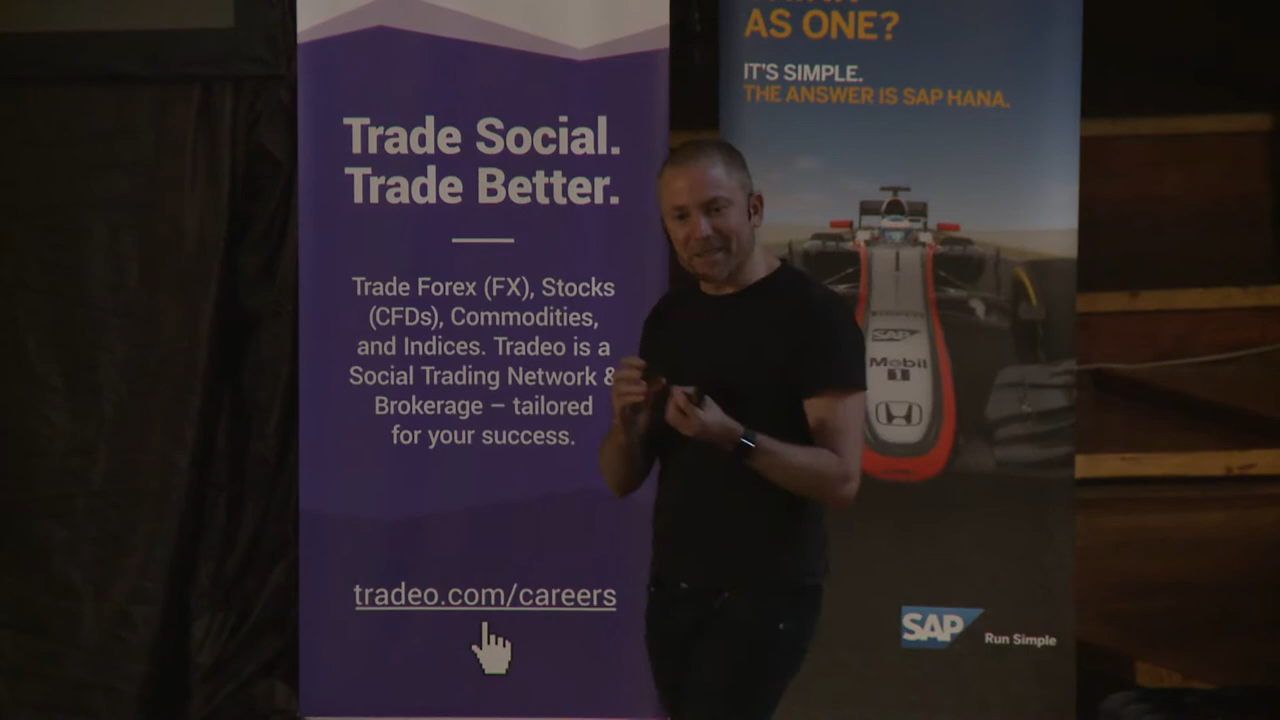 Trade Social.
Trade Better.
Trade Forex (FX), Stocks
(CFDs), Commodities,
and Indices. Tradeo is a
Social Trading Network &
Brokerage – tailored
for your success.
tradeo.com/careers
AS ONE?
IT'S SIMPLE.
THE ANSWER IS SAP HANA.
SAP
Mobil
1
SAP
Run Simple